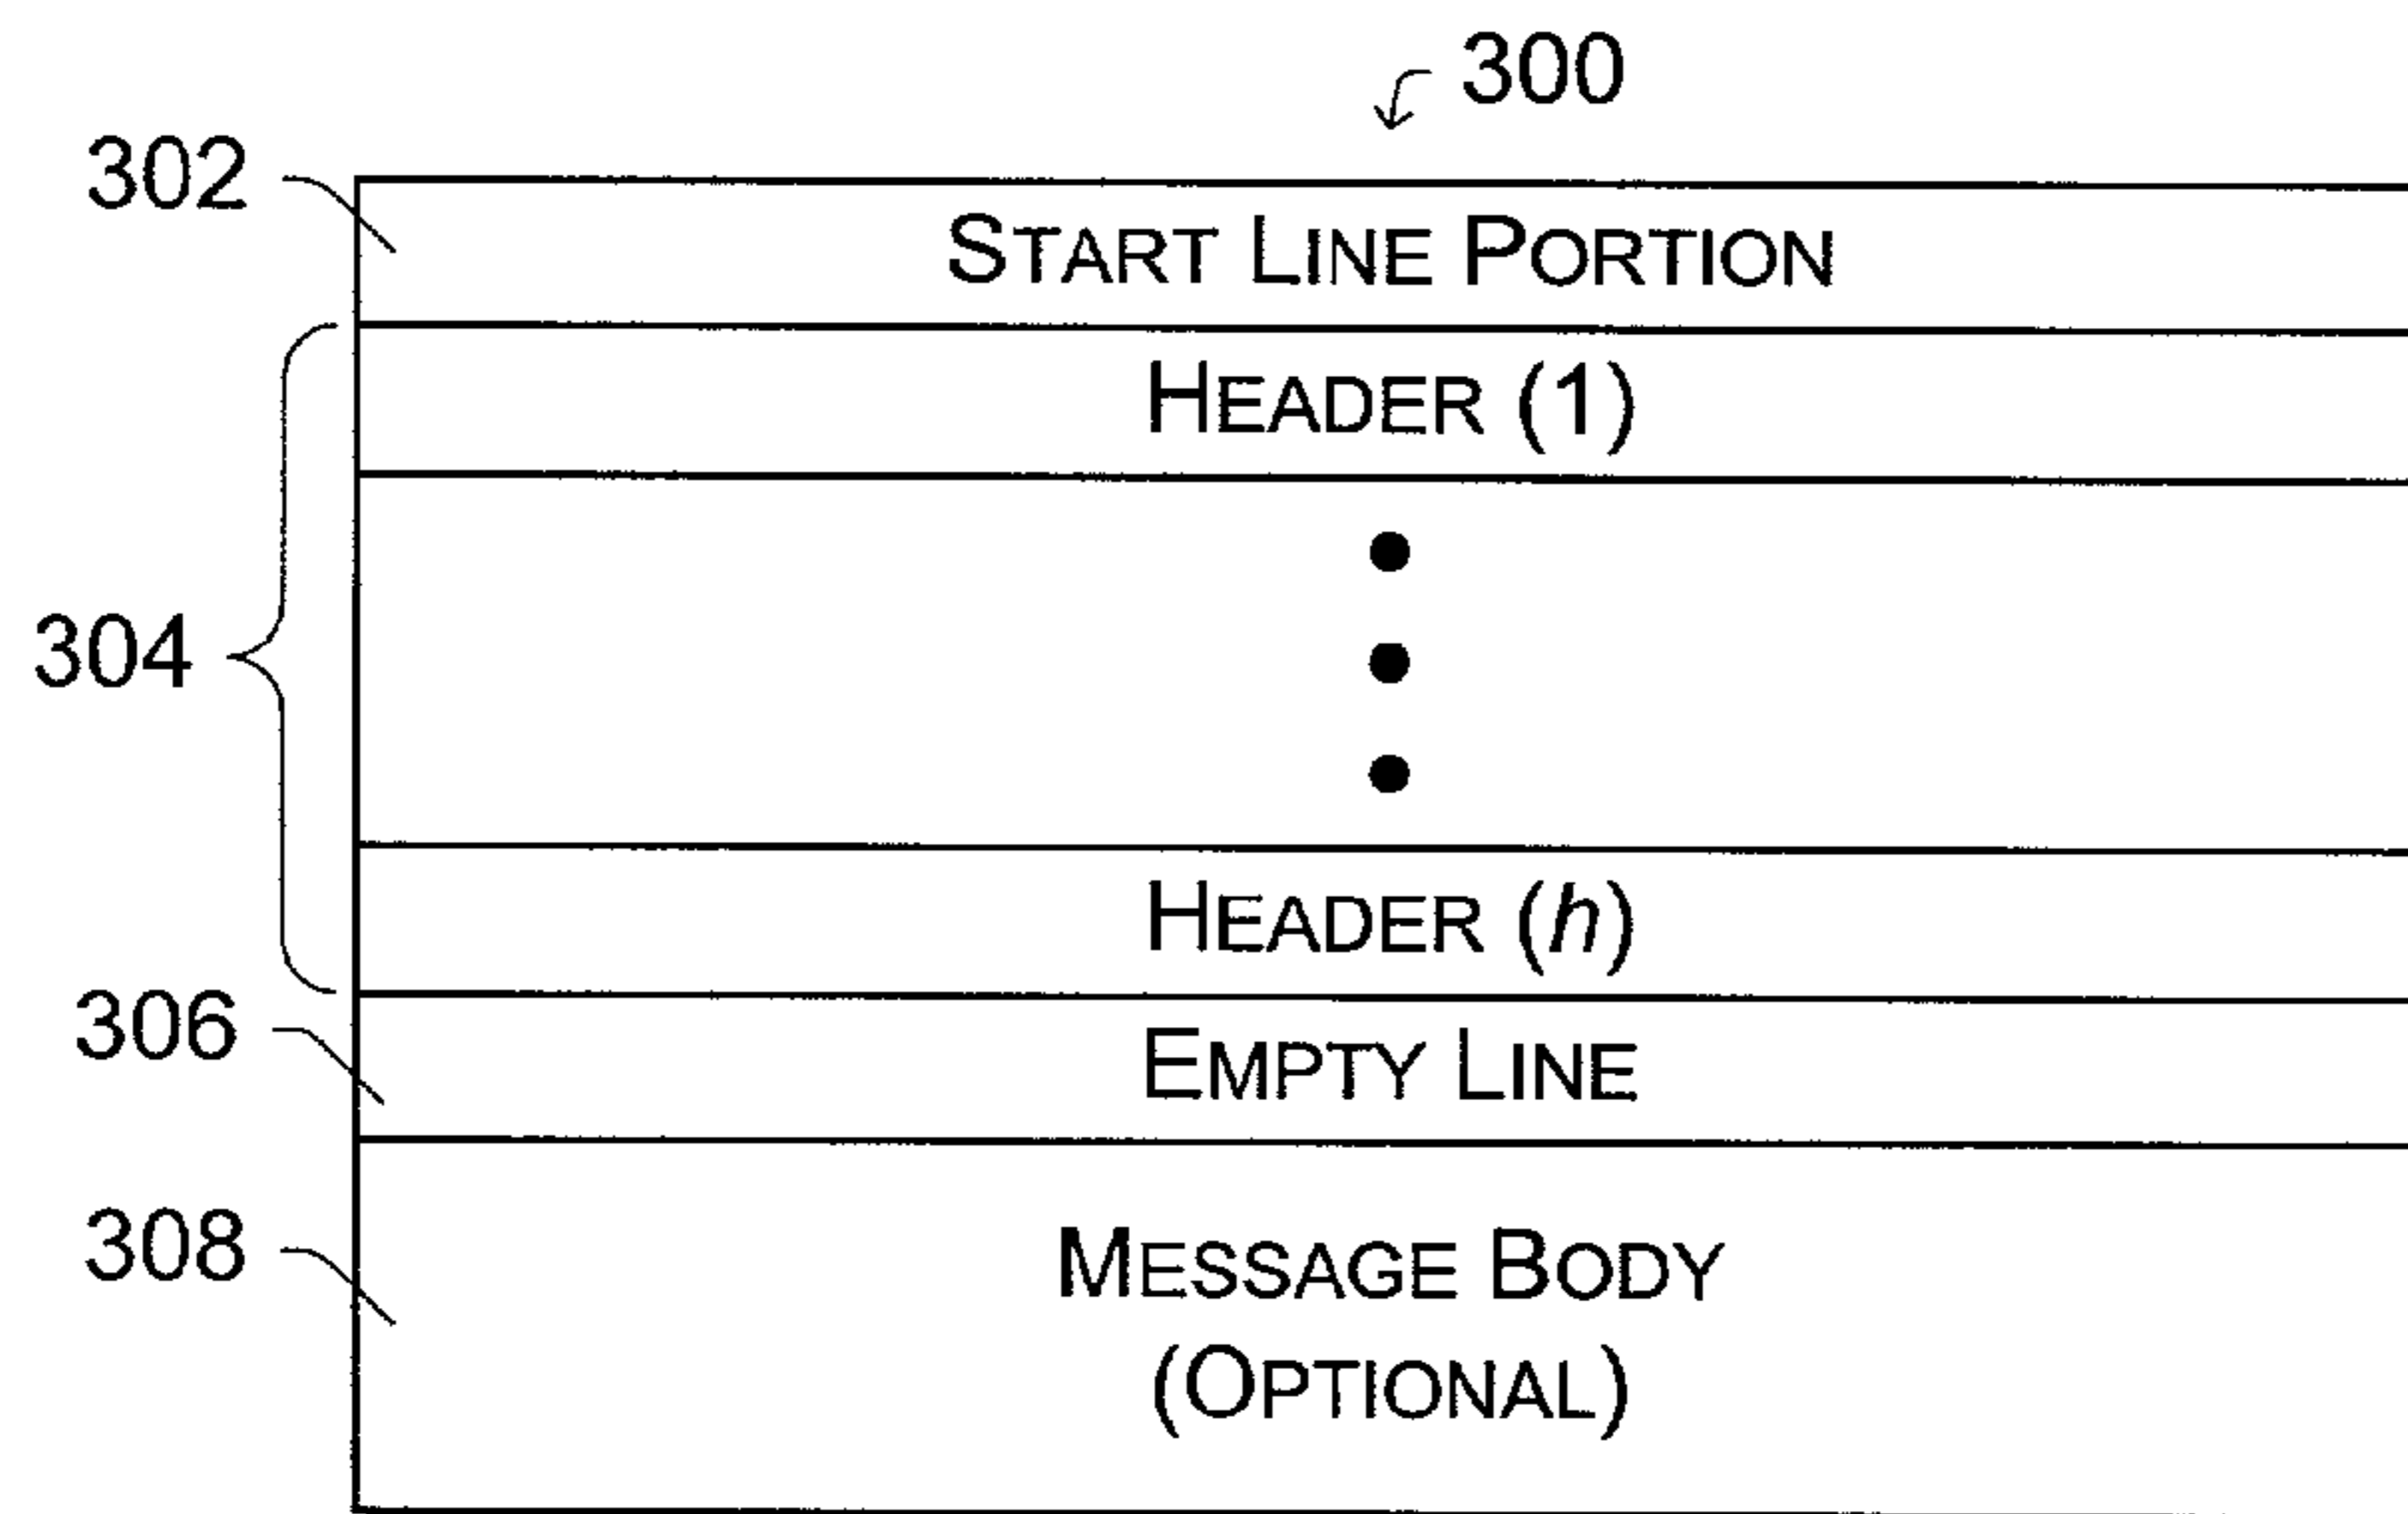 300
302
START LINE PORTION
HEADER (1)
304
HEADER (h)
306
EMPTY LINE
308
MESSAGE BODY
(OPTIONAL)